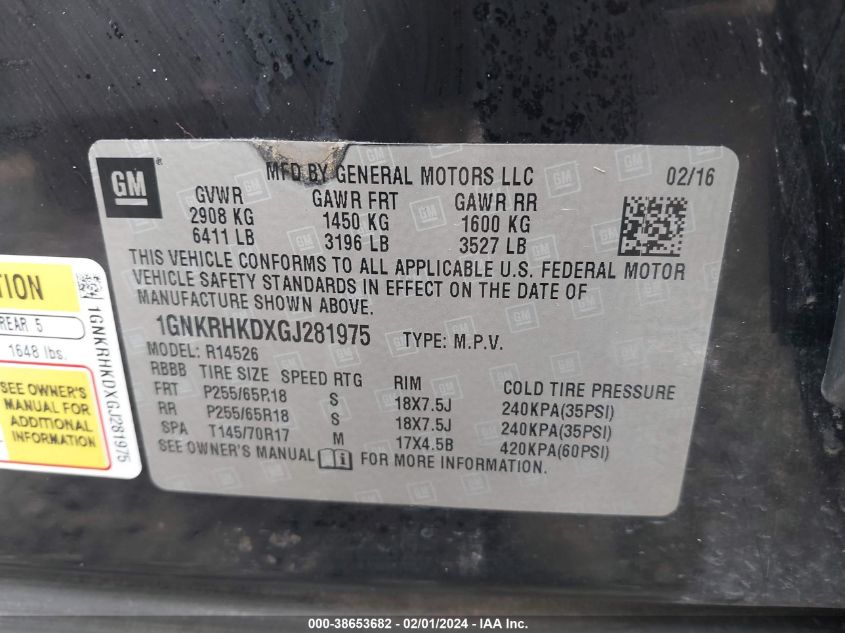 GM
MFD BY GENERAL MOTORS LLC 02/16
GVWR GAWR FRT GAWR RR
2908 KG 1450 KG 1600 KG
6411 LB 3196 LB 3527 LB
THIS VEHICLE CONFORMS TO ALL APPLICABLE U.S. FEDERAL MOTOR
VEHICLE SAFETY STANDARDS IN EFFECT ON THE DATE OF
MANUFACTURE SHOWN ABOVE.
1GNKRHKDXGJ281975 TYPE: M.P.V.
MODEL: R14526
RBBB TIRE SIZE SPEED RTG RIM COLD TIRE PRESSURE
FRT P255/65R18 S 18X7.5J 240KPA(35PSI)
RR P255/65R18 S 18X7.5J 240KPA(35PSI)
SPA T145/70R17 M 17X4.5B 420KPA(60PSI)
SEE OWNER'S MANUAL FOR MORE INFORMATION.
REAR 5
1648 lbs.
SEE OWNER'S
MANUAL FOR
ADDITIONAL
INFORMATION
1GNKRHKDXGJ281975
000-38653682 - 02/01/2024 - IAA Inc.